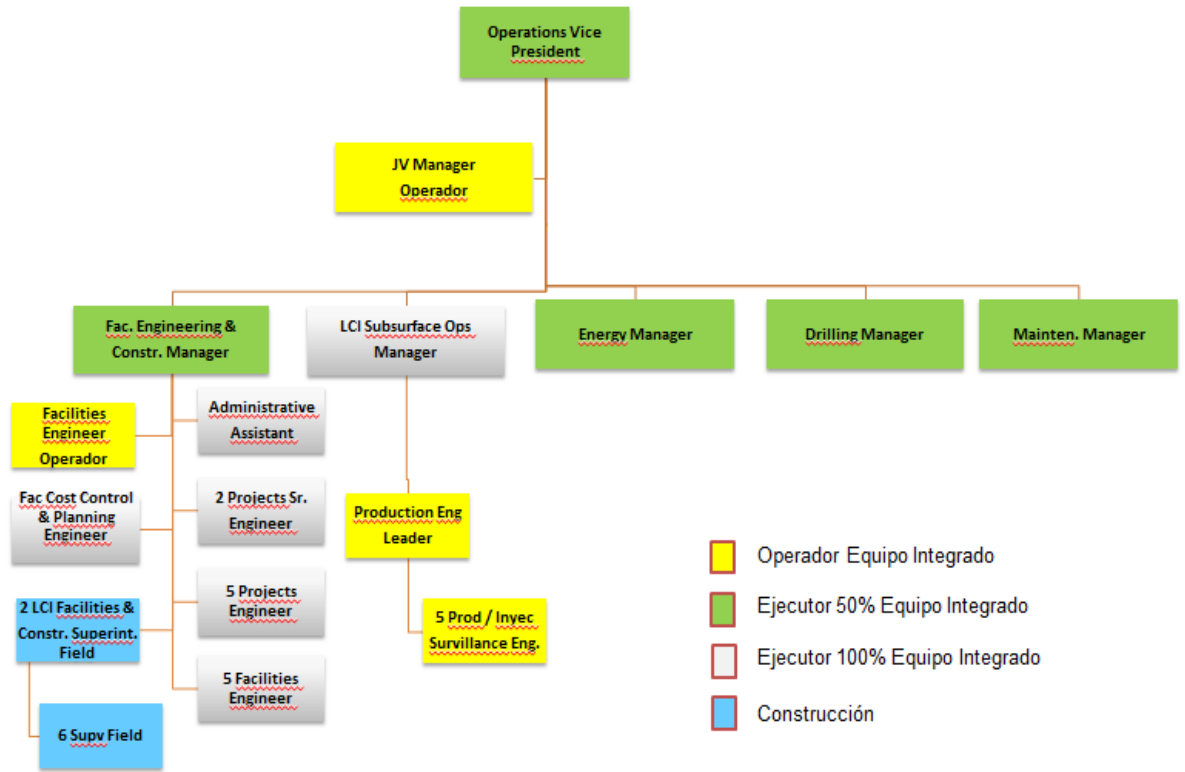 Operations Vice
President
JV Manager
Operador
Fac. Engineering &
Constr. Manager
LCI Subsurface Ops
Manager
Energy Manager
Drilling Manager
Mainten. Manager
Facilities
Engineer
Operador
Administrative
Assistant
Fac Cost Control
& Planning
Engineer
2 Projects Sr.
Engineer
Production Eng
Leader
2 LCI Facilities &
Constr. Superint.
Field
5 Projects
Engineer
5 Prod / Inyec
Survillance Eng.
5 Facilities
Engineer
6 Supv Field
Operador Equipo Integrado
Ejecutor 50% Equipo Integrado
Ejecutor 100% Equipo Integrado
Construcción